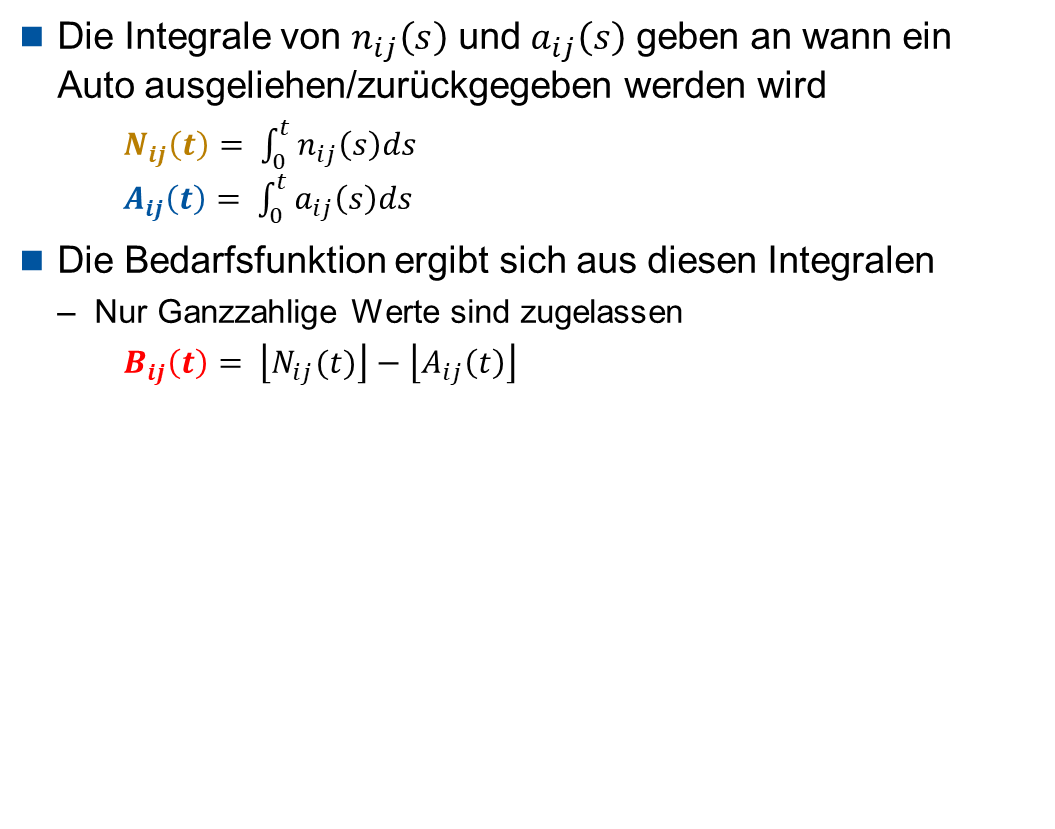 Die Integrale von 𝑛𝑖𝑗(𝑠) und 𝑎𝑖𝑗(𝑠) geben an wann ein
Auto ausgeliehen/zurückgegeben werden wird
𝑵𝒊𝒋(𝒕) = ∫₀ᵗ 𝑛𝑖𝑗(𝑠)𝑑𝑠
𝑨𝒊𝒋(𝒕) = ∫₀ᵗ 𝑎𝑖𝑗(𝑠)𝑑𝑠
Die Bedarfsfunktion ergibt sich aus diesen Integralen
– Nur Ganzzahlige Werte sind zugelassen
𝑩𝒊𝒋(𝒕) = ⌊𝑁𝑖𝑗(𝑡)⌋ − ⌊𝐴𝑖𝑗(𝑡)⌋